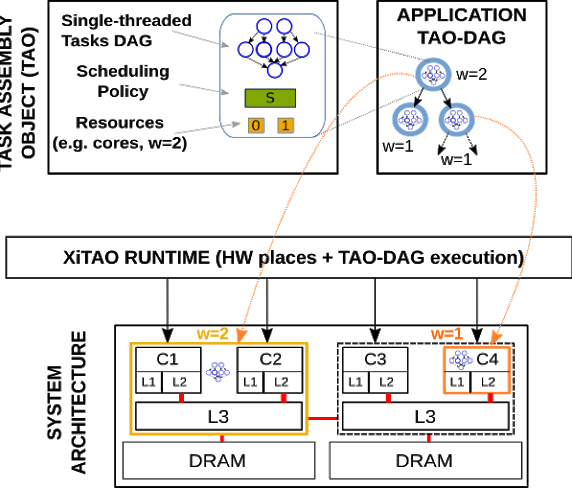 TASK ASSEMBLY
OBJECT (TAO)
Single-threaded
Tasks DAG
Scheduling
Policy
S
Resources
(e.g. cores, w=2)
0 1
APPLICATION
TAO-DAG
w=2
w=1
w=1
XiTAO RUNTIME (HW places + TAO-DAG execution)
SYSTEM
ARCHITECTURE
w=2 w=1
C1 C2 C3 C4
L1 L2 L1 L2 L1 L2 L1 L2
L3 L3
DRAM DRAM